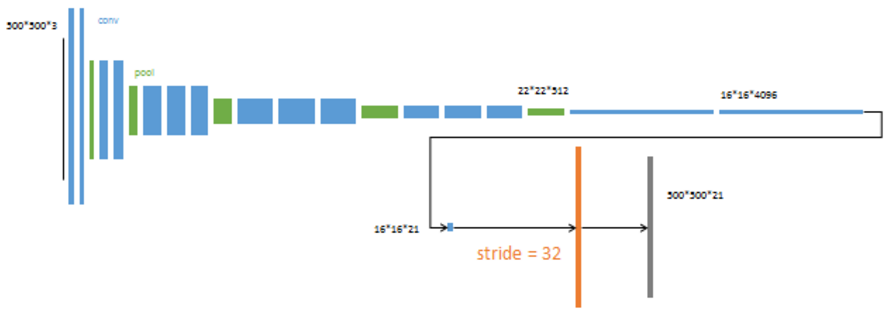 500*500*3
conv
pool
22*22*512
16*16*4096
500*500*21
16*16*21
stride = 32